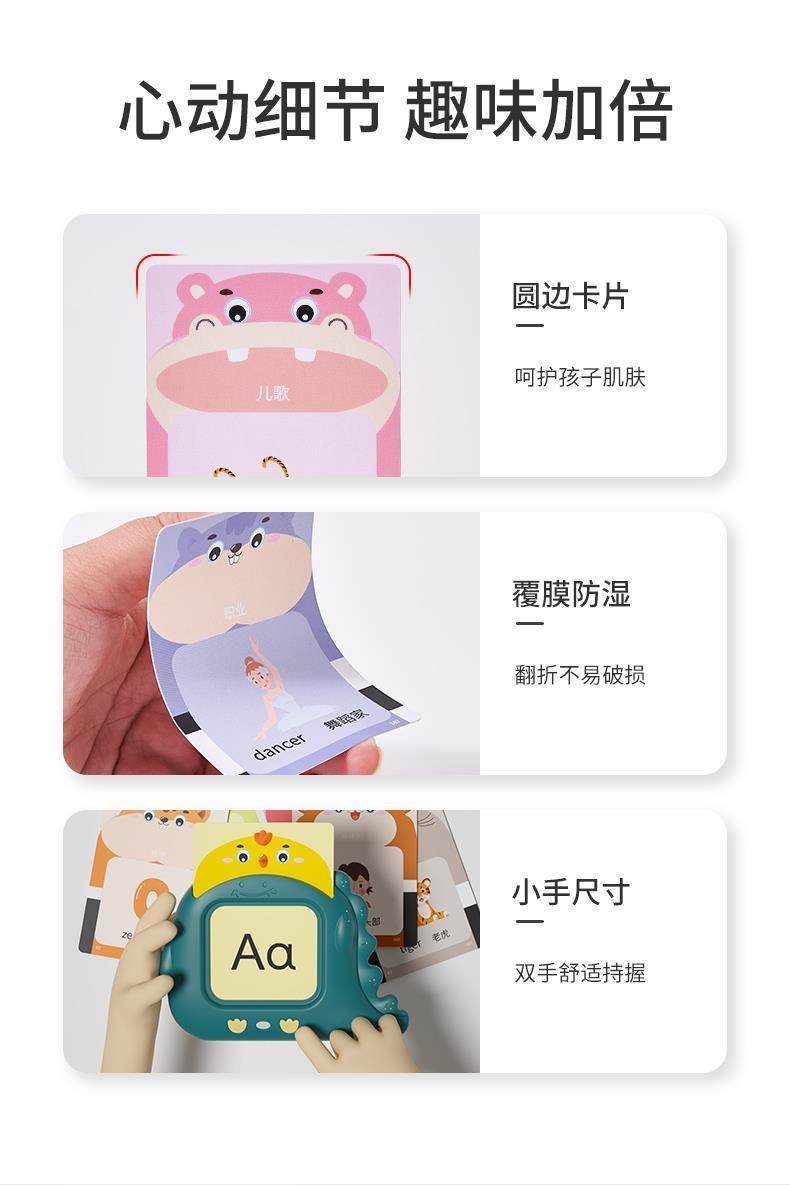 心动细节 趣味加倍
儿歌
圆边卡片
呵护孩子肌肤
职业
dancer 舞蹈家
覆膜防湿
翻折不易破损
Aa
tiger 老虎
小手尺寸
双手舒适持握